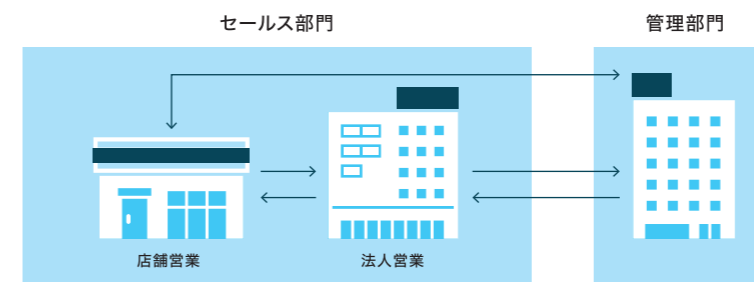 セールス部門
管理部門
店舗営業
法人営業